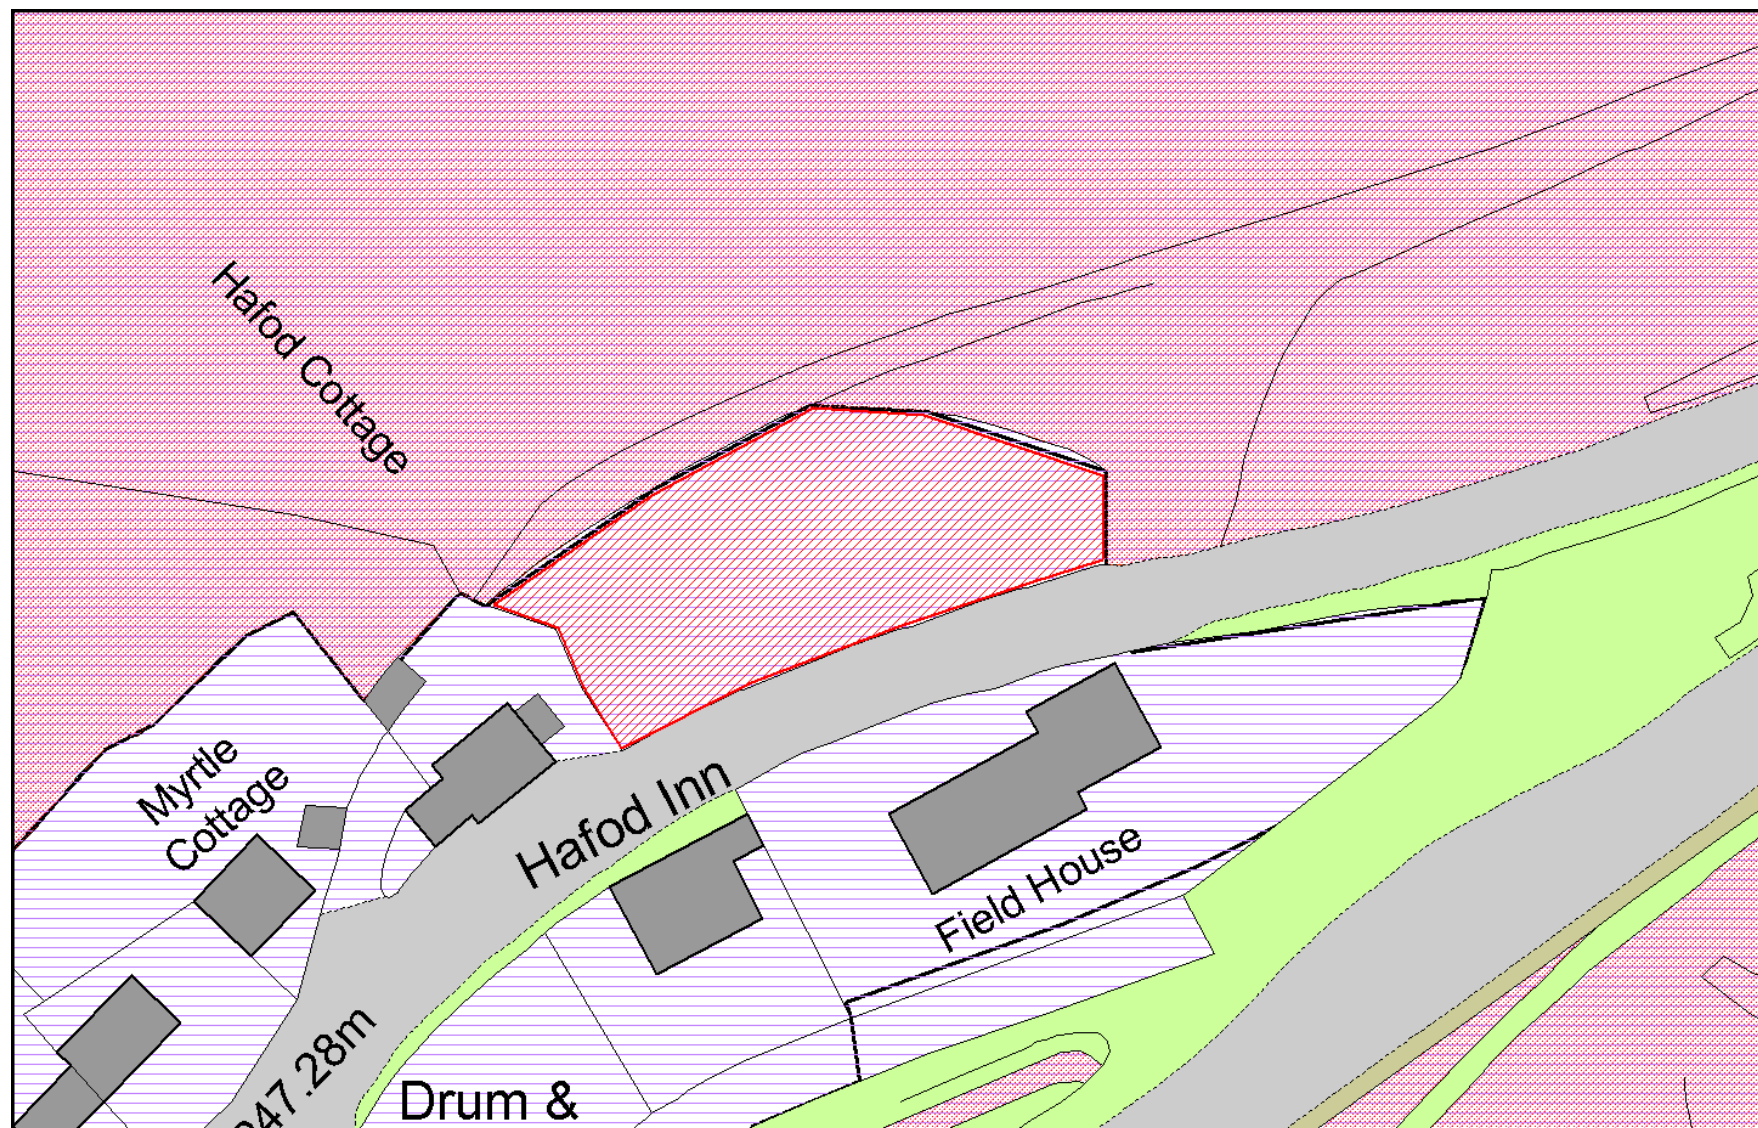 Hafod Cottage
Myrtle
Cottage
Hafod Inn
Field House
247.28m
Drum &